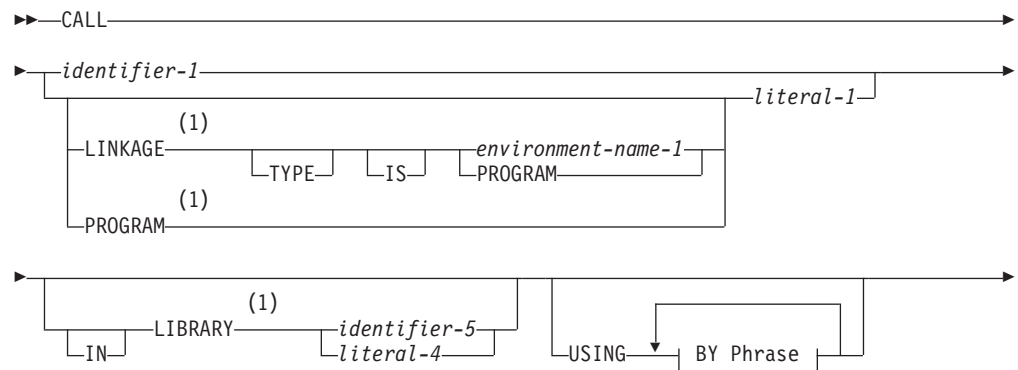 CALL
identifier-1
literal-1
(1)
LINKAGE TYPE IS environment-name-1
PROGRAM
(1)
PROGRAM
(1)
IN LIBRARY identifier-5
literal-4
USING BY Phrase